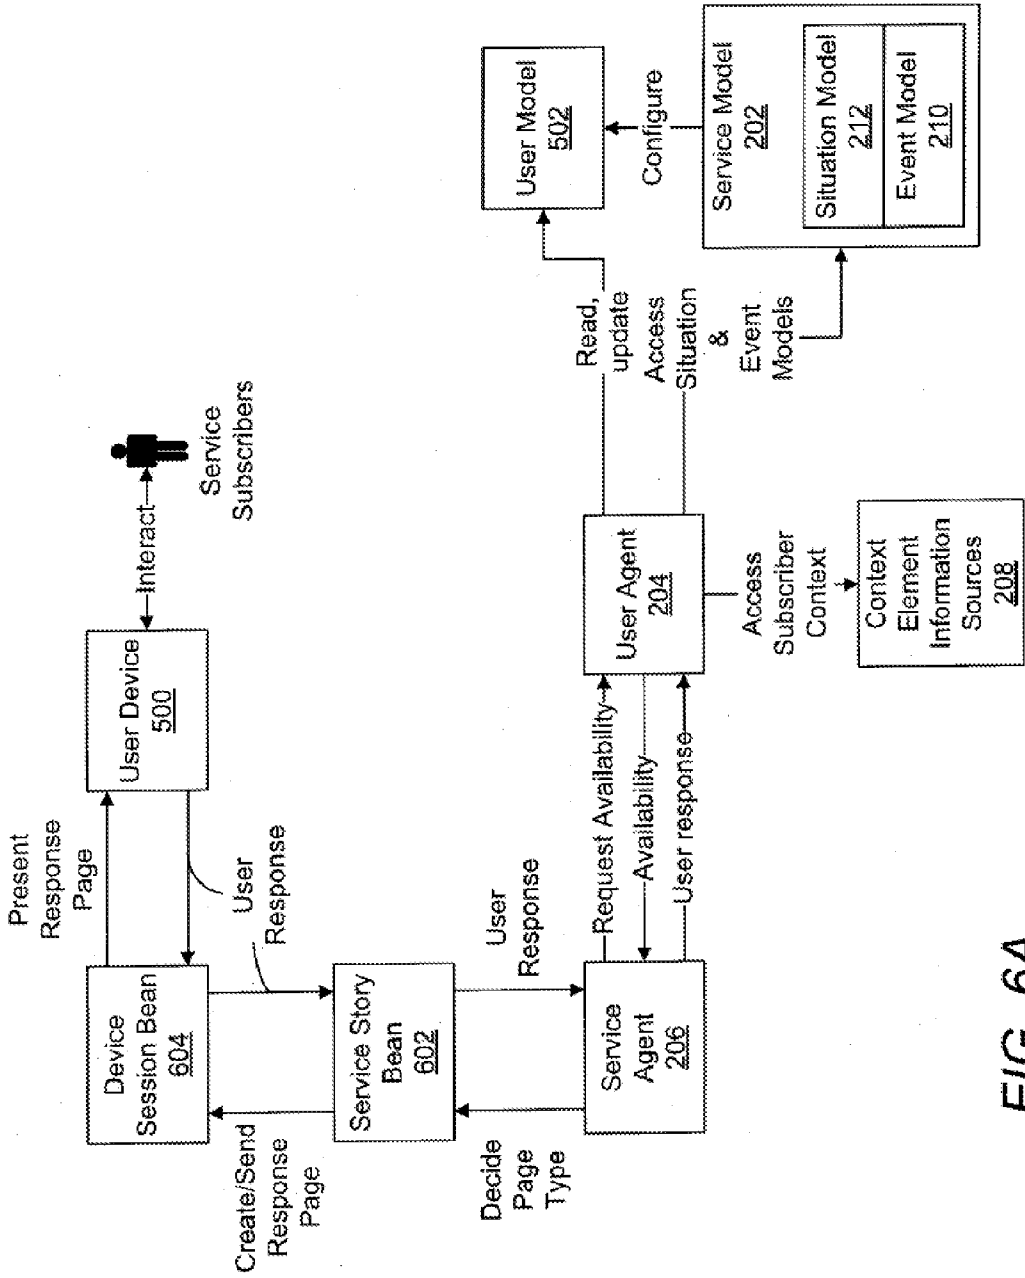 Present
Response
Page
Device
Session Bean
604
User Device
500
Interact
Service
Subscribers
User
Response
Create/Send
Response
Page
Service Story
Bean
602
User
Response
Decide
Page
Type
Service
Agent
206
Request Availability
Availability
User response
User Agent
204
Read,
update
Access
Situation
&
Event
Models
User Model
502
Configure
Service Model
202
Situation Model
212
Event Model
210
Access
Subscriber
Context
Context
Element
Information
Sources
208
FIG. 6A